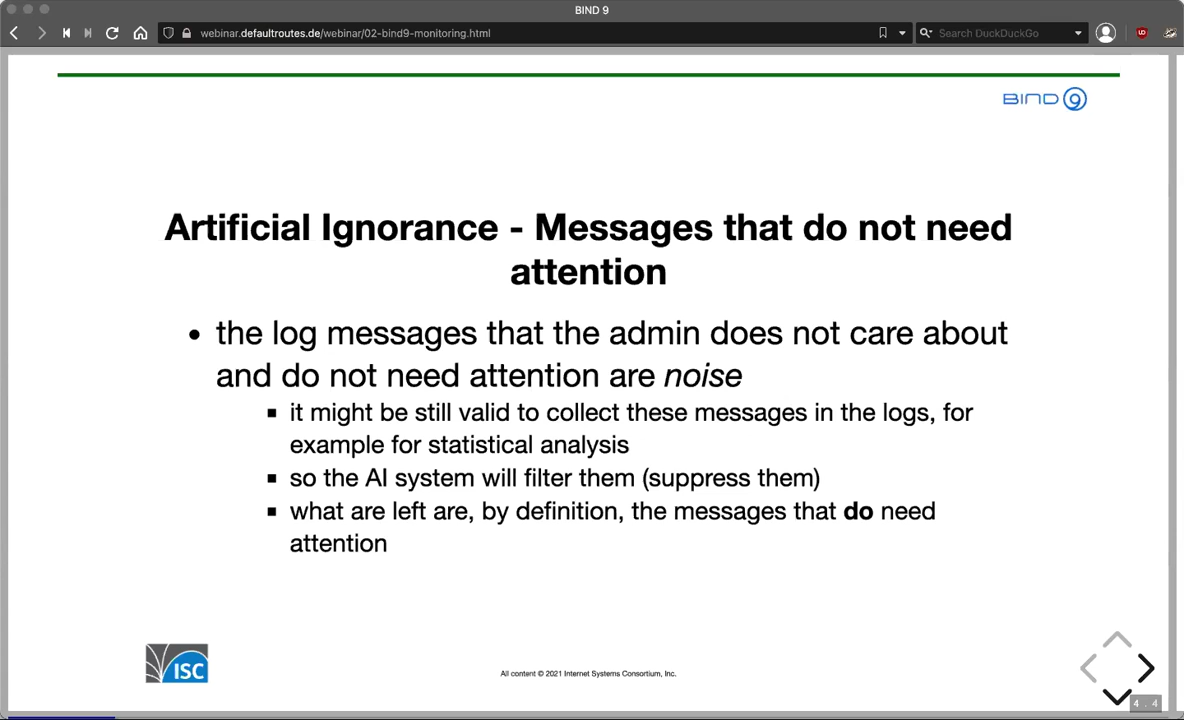 BIND 9
webinar.defaultroutes.de/webinar/02-bind9-monitoring.html
Search DuckDuckGo
BIND 9
Artificial Ignorance - Messages that do not need
attention
• the log messages that the admin does not care about
and do not need attention are noise
▪ it might be still valid to collect these messages in the logs, for
example for statistical analysis
▪ so the AI system will filter them (suppress them)
▪ what are left are, by definition, the messages that do need
attention
ISC
All content © 2021 Internet Systems Consortium, Inc.
4 . 4